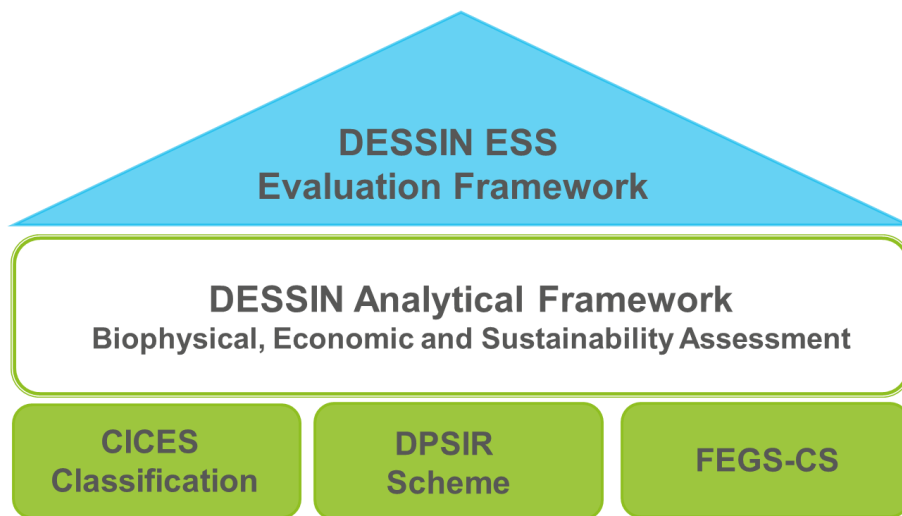 DESSIN ESS
Evaluation Framework
DESSIN Analytical Framework
Biophysical, Economic and Sustainability Assessment
CICES
Classification
DPSIR
Scheme
FEGS-CS